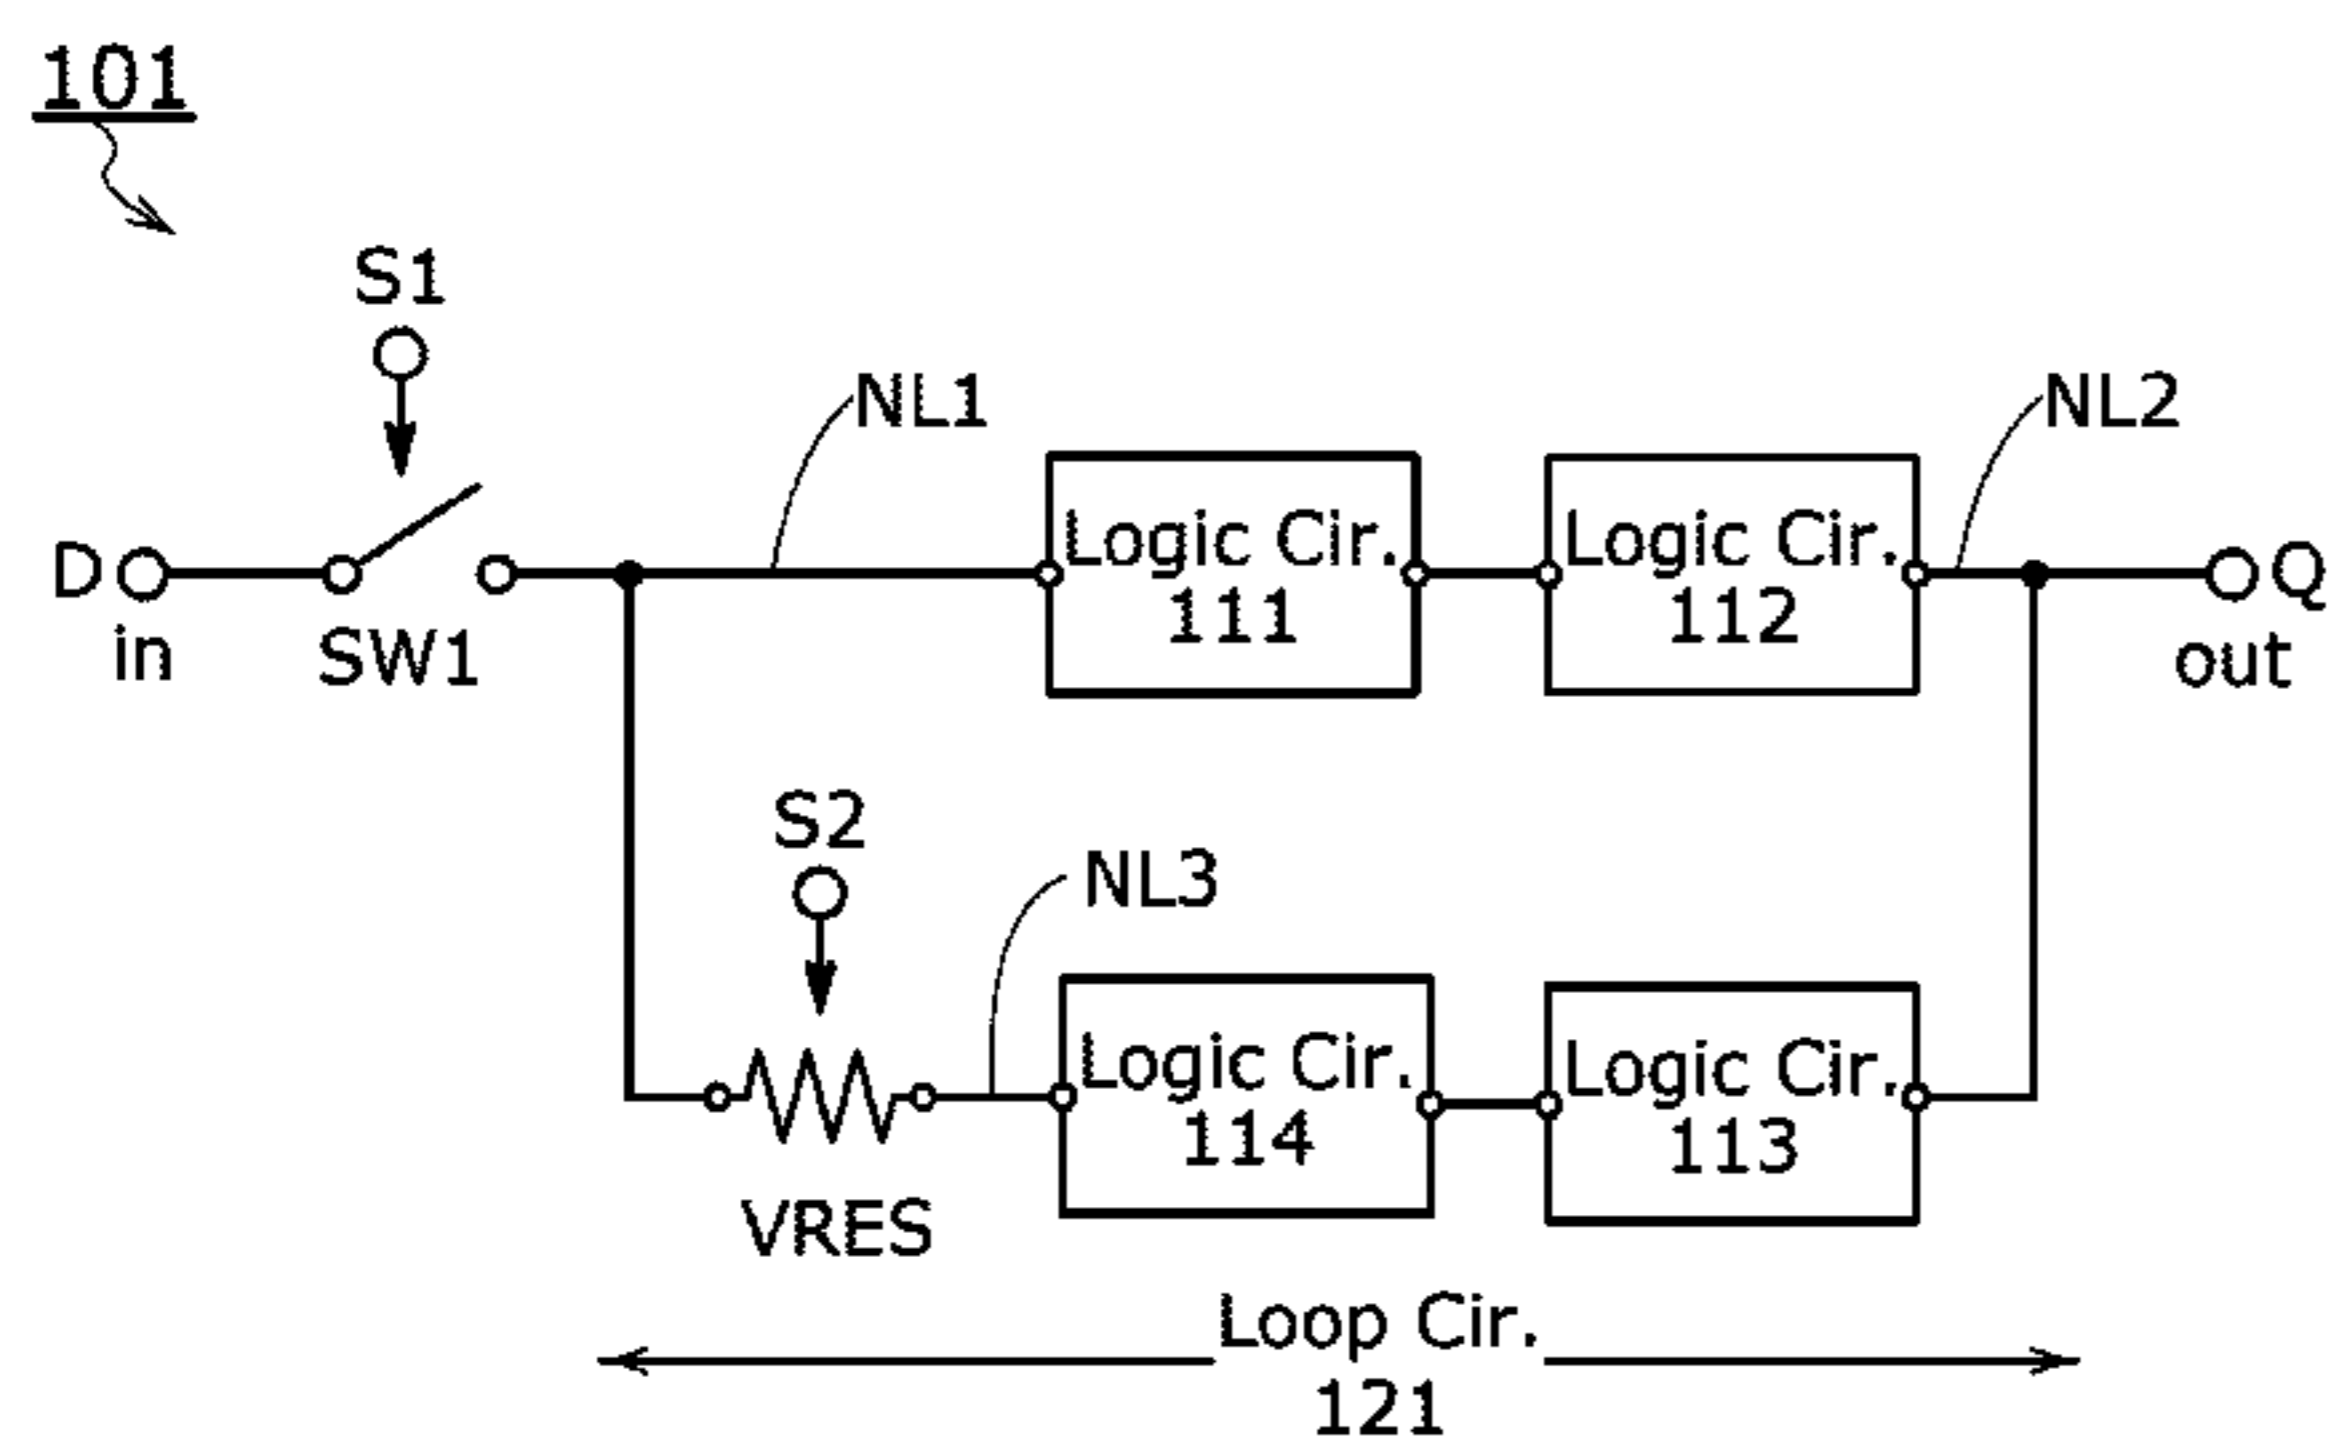 101
S1
NL1
NL2
Logic Cir.
111
Logic Cir.
112
D
in
SW1
Q
out
S2
NL3
Logic Cir.
114
Logic Cir.
113
VRES
Loop Cir.
121